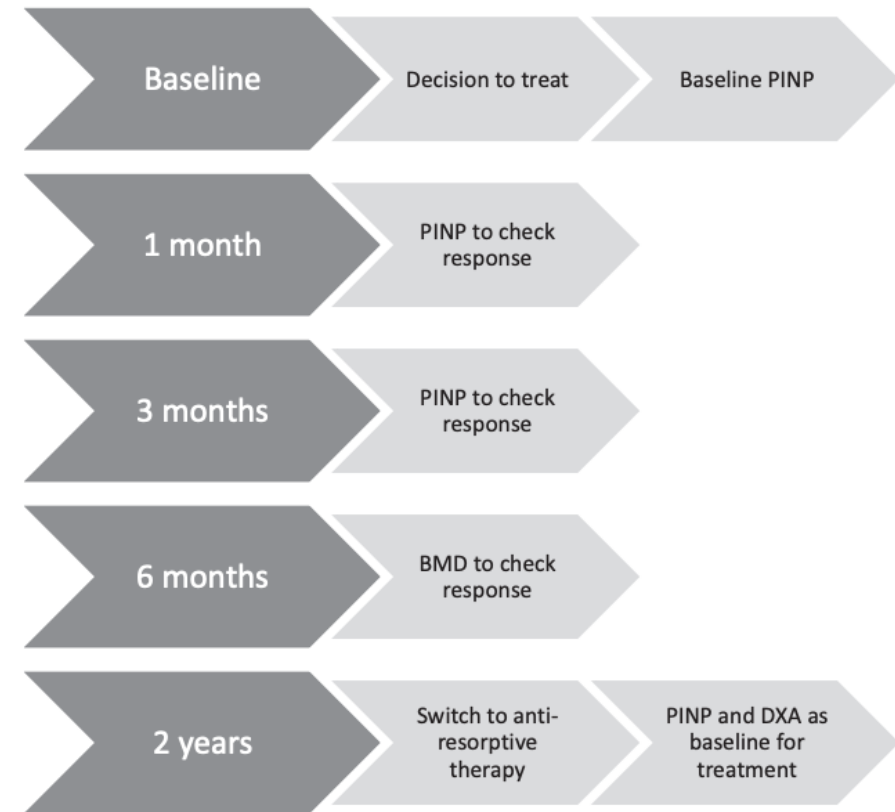 Baseline
Decision to treat
Baseline PINP
1 month
PINP to check
response
3 months
PINP to check
response
6 months
BMD to check
response
2 years
Switch to anti-
resorptive
therapy
PINP and DXA as
baseline for
treatment